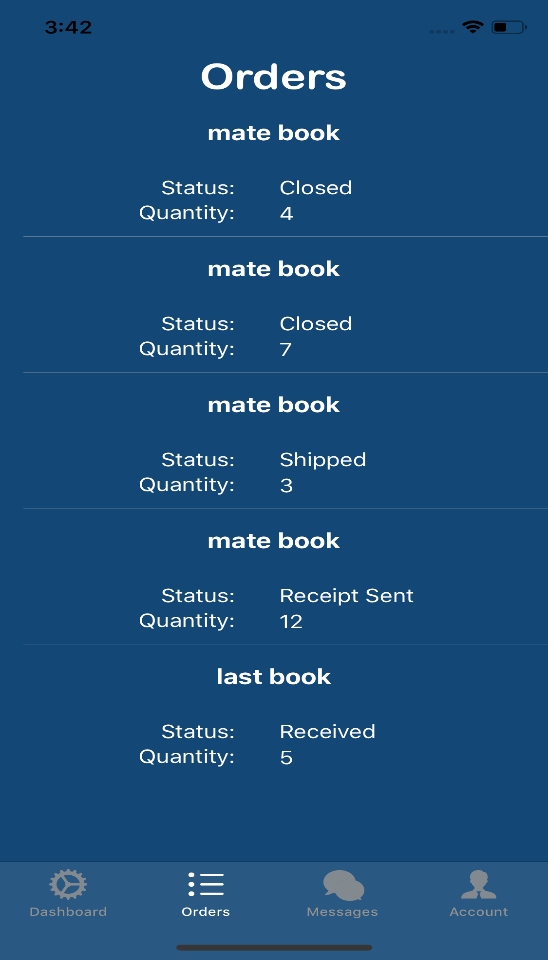 3:42
Orders
mate book
Status: Closed
Quantity: 4
mate book
Status: Closed
Quantity: 7
mate book
Status: Shipped
Quantity: 3
mate book
Status: Receipt Sent
Quantity: 12
last book
Status: Received
Quantity: 5
Dashboard Orders Messages Account